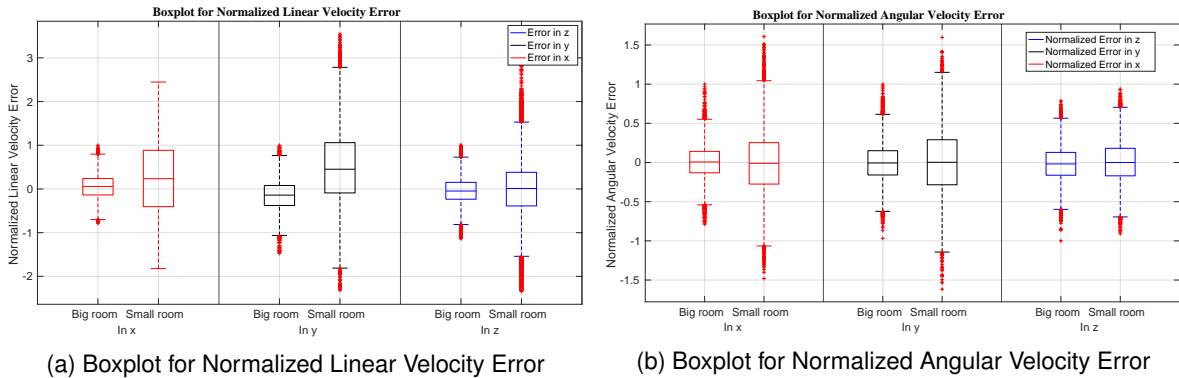 Boxplot for Normalized Linear Velocity Error
Normalized Linear Velocity Error
3
2
1
0
-1
-2
Error in z
Error in y
Error in x
Big room Small room Big room Small room Big room Small room
In x In y In z
(a) Boxplot for Normalized Linear Velocity Error
Boxplot for Normalized Angular Velocity Error
Normalized Angular Velocity Error
1.5
1
0.5
0
-0.5
-1
-1.5
Normalized Error in z
Normalized Error in y
Normalized Error in x
Big room Small room Big room Small room Big room Small room
In x In y In z
(b) Boxplot for Normalized Angular Velocity Error